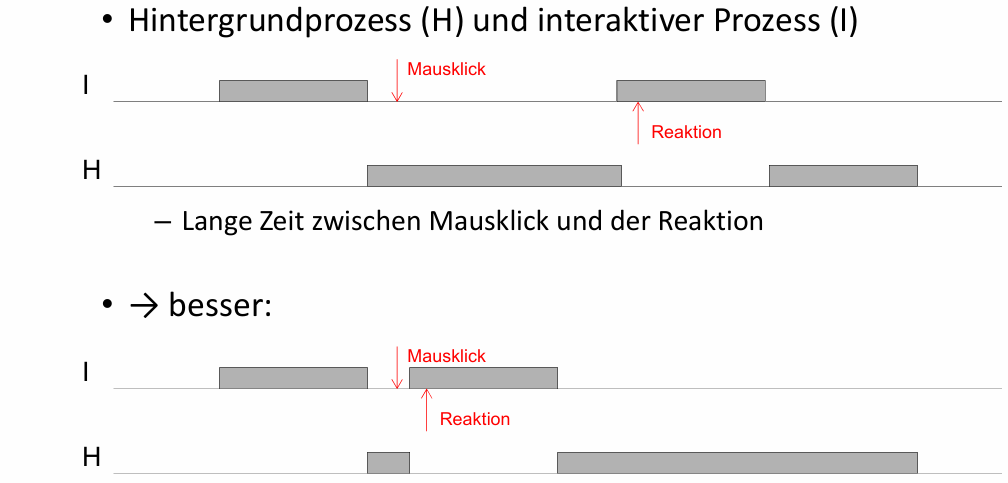 • Hintergrundprozess (H) und interaktiver Prozess (I)
Mausklick
I
Reaktion
H
– Lange Zeit zwischen Mausklick und der Reaktion
• → besser:
Mausklick
I
Reaktion
H